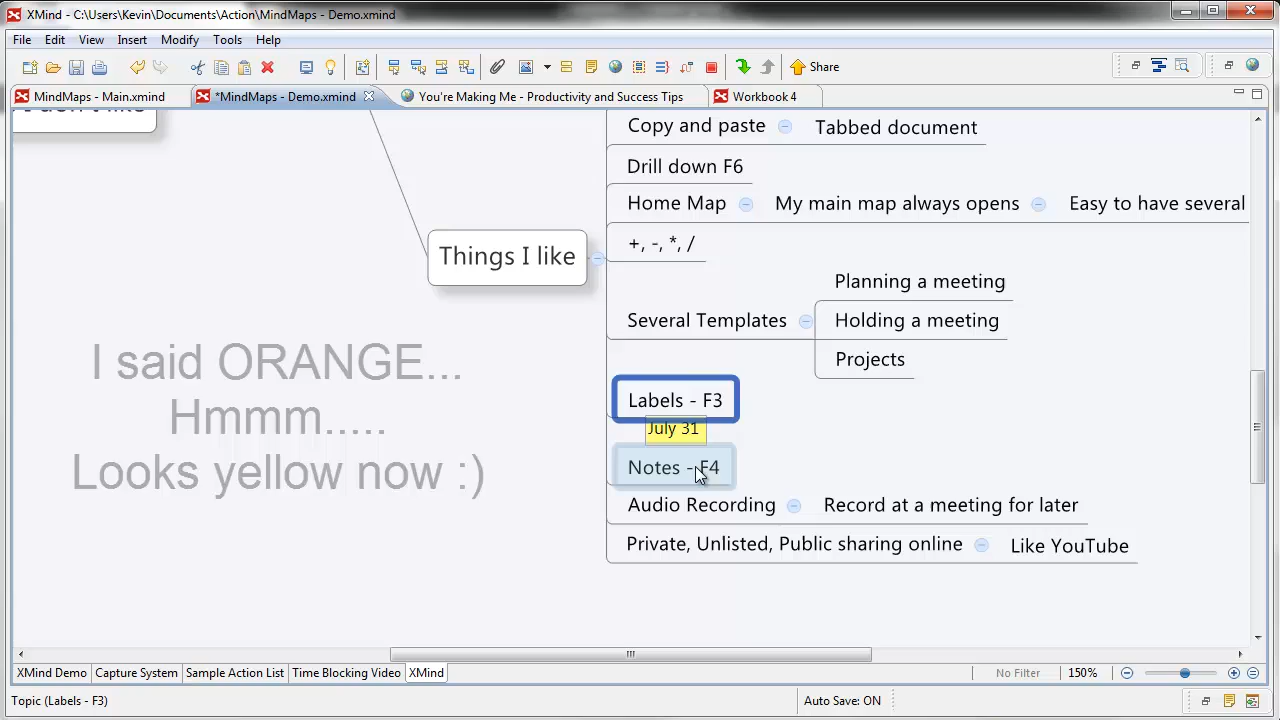 XMind - C:\Users\Kevin\Documents\Action\MindMaps - Demo.xmind
File Edit View Insert Modify Tools Help
Share
MindMaps - Main.xmind *MindMaps - Demo.xmind You're Making Me - Productivity and Success Tips Workbook 4
Copy and paste Tabbed document
Drill down F6
Home Map My main map always opens Easy to have several
+, -, *, /
Things I like
Planning a meeting
Several Templates Holding a meeting
Projects
I said ORANGE...
Hmmm.....
Looks yellow now :)
Labels - F3
July 31
Notes - F4
Audio Recording Record at a meeting for later
Private, Unlisted, Public sharing online Like YouTube
XMind Demo Capture System Sample Action List Time Blocking Video XMind No Filter 150%
Topic (Labels - F3) Auto Save: ON